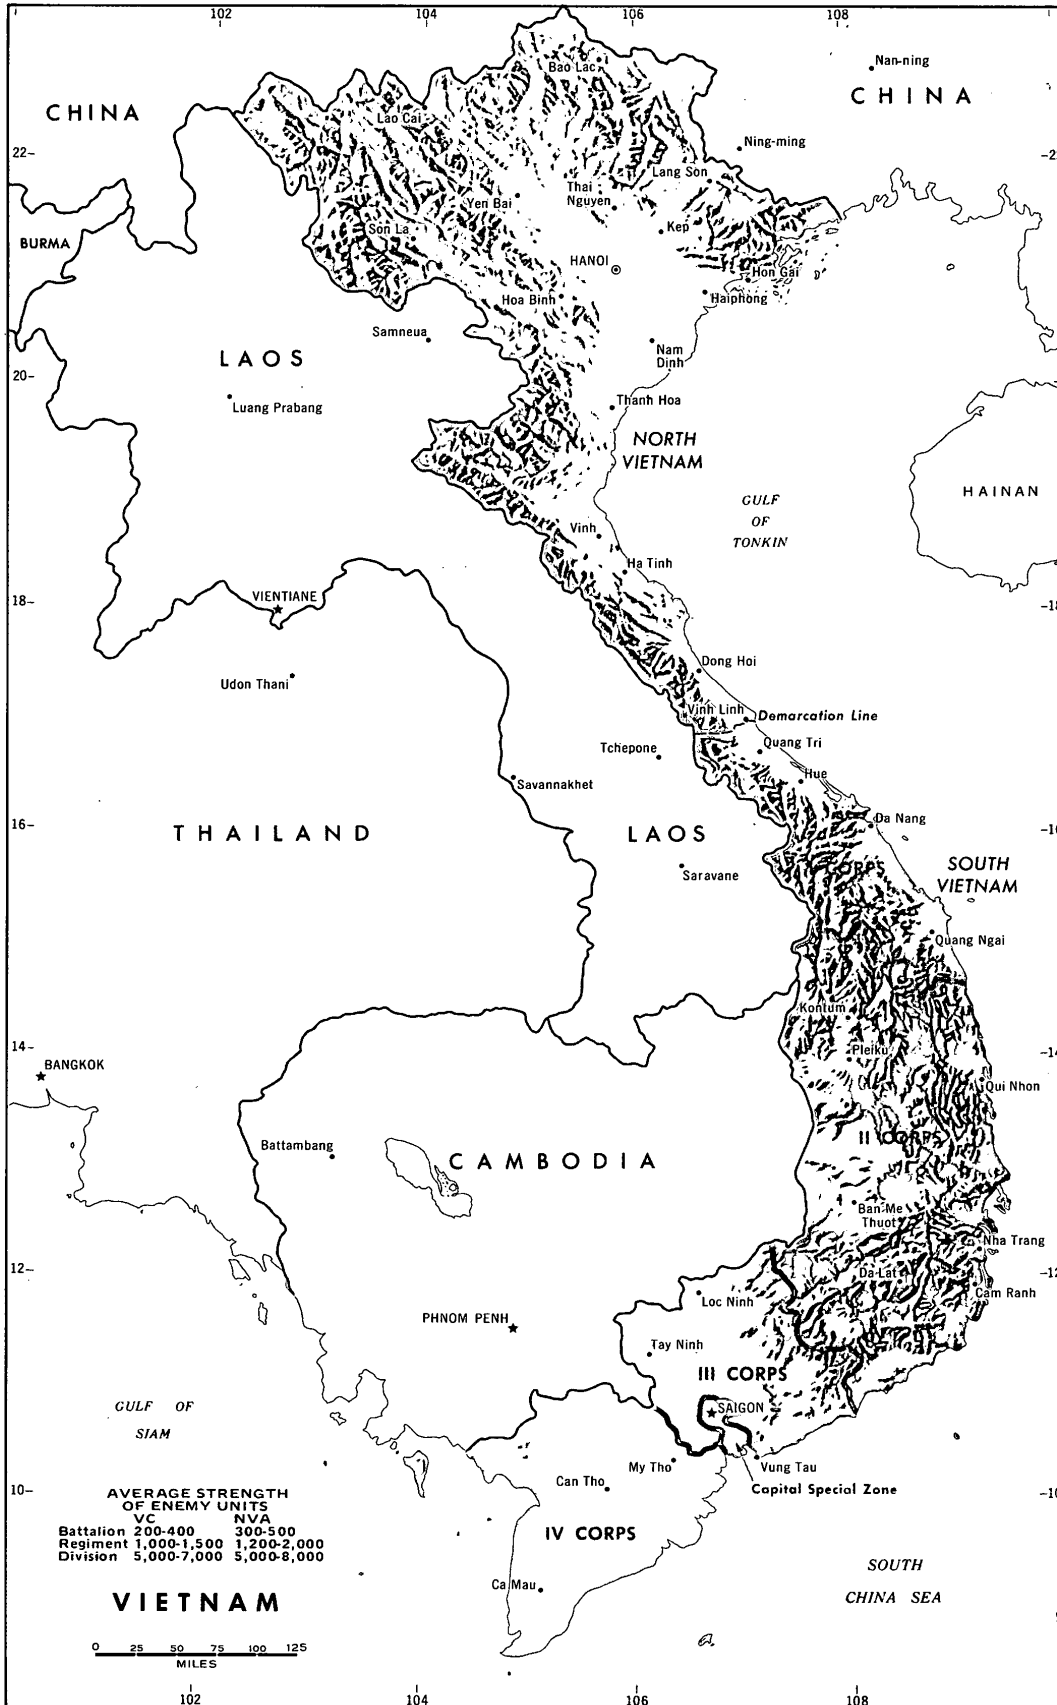 102 104 106 108
Bao Lac
Nan-ning
CHINA
CHINA
Lao Cai
Ning-ming
22
Lang Son
Thai
Nguyen
Yen Bai
Kep
Son La
BURMA
HANOI
Hon Gai
Hoa Binh
Haiphong
Samneua
LAOS
Nam
Dinh
20
Luang Prabang
Thanh Hoa
NORTH
VIETNAM
HAINAN
GULF
OF
TONKIN
Vinh
Ha Tinh
VIENTIANE
18
-18
Dong Hoi
Udon Thani
Vinh Linh
Demarcation Line
Quang Tri
Tchepone
Hue
Savannakhet
Da Nang
16
THAILAND
LAOS
SOUTH
VIETNAM
CORPS
Saravane
Quang Ngai
Kontum
14
Pleiku
BANGKOK
Qui Nhon
II CORPS
Battambang
CAMBODIA
Ban Me
Thuot
Nha Trang
12
Da Lat
Cam Ranh
Loc Ninh
PHNOM PENH
Tay Ninh
III CORPS
GULF OF
SIAM
SAIGON
My Tho
Vung Tau
Can Tho
Capital Special Zone
10
AVERAGE STRENGTH
OF ENEMY UNITS
VC NVA
Battalion 200-400 300-500
Regiment 1,000-1,500 1,200-2,000
Division 5,000-7,000 5,000-8,000
IV CORPS
SOUTH
CHINA SEA
Ca Mau
VIETNAM
0 25 50 75 100 125
MILES
102 104 106 108